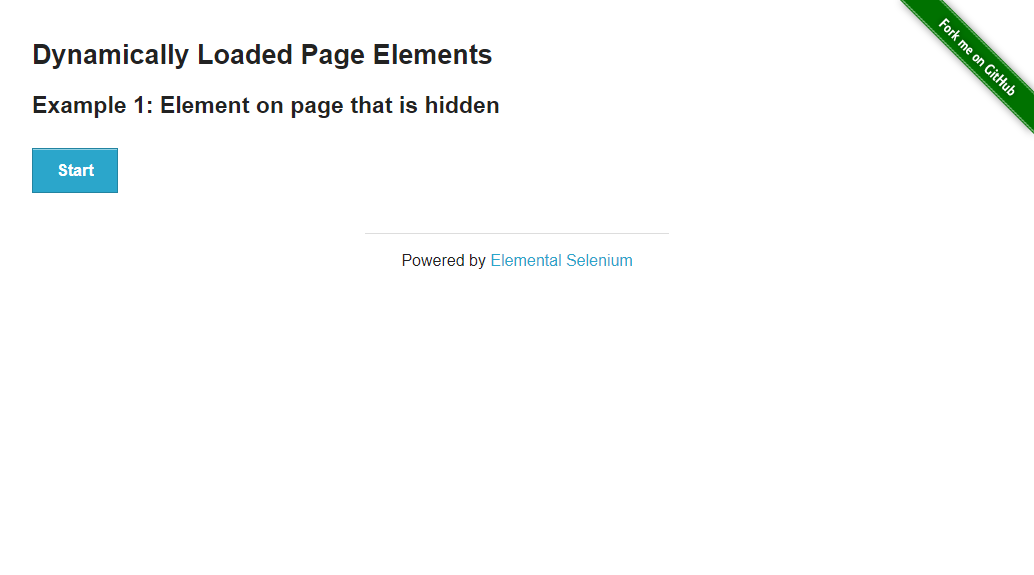 Dynamically Loaded Page Elements
Example 1: Element on page that is hidden
Start
Powered by Elemental Selenium
Fork me on GitHub